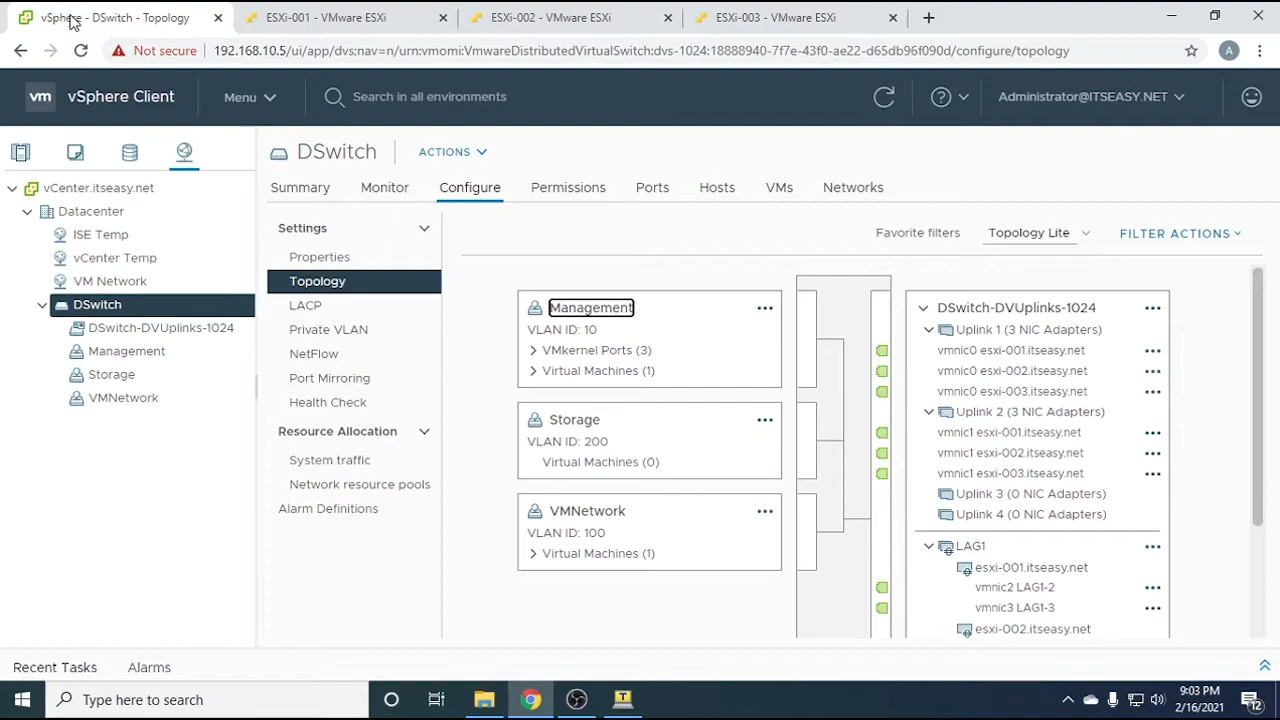 vSphere - DSwitch - Topology
ESXi-001 - VMware ESXi
ESXi-002 - VMware ESXi
ESXi-003 - VMware ESXi
Not secure
192.168.10.5/ui/app/dvs;nav=n/urn:vmomi:VmwareDistributedVirtualSwitch:dvs-1024:18888940-7f7e-43f0-ae22-d65db96f090d/configure/topology
A
vm
vSphere Client
Menu
Search in all environments
Administrator@ITSEASY.NET
DSwitch
ACTIONS
Summary
Monitor
Configure
Permissions
Ports
Hosts
VMs
Networks
vCenter.itseasy.net
Datacenter
ISE Temp
vCenter Temp
VM Network
DSwitch
DSwitch-DVUplinks-1024
Management
Storage
VMNetwork
Settings
Properties
Topology
LACP
Private VLAN
NetFlow
Port Mirroring
Health Check
Resource Allocation
System traffic
Network resource pools
Alarm Definitions
Favorite filters
Topology Lite
FILTER ACTIONS
Management
VLAN ID: 10
VMkernel Ports (3)
Virtual Machines (1)
Storage
VLAN ID: 200
Virtual Machines (0)
VMNetwork
VLAN ID: 100
Virtual Machines (1)
DSwitch-DVUplinks-1024
Uplink 1 (3 NIC Adapters)
vmnic0 esxi-001.itseasy.net
vmnic0 esxi-002.itseasy.net
vmnic0 esxi-003.itseasy.net
Uplink 2 (3 NIC Adapters)
vmnic1 esxi-001.itseasy.net
vmnic1 esxi-002.itseasy.net
vmnic1 esxi-003.itseasy.net
Uplink 3 (0 NIC Adapters)
Uplink 4 (0 NIC Adapters)
LAG1
esxi-001.itseasy.net
vmnic2 LAG1-2
vmnic3 LAG1-3
esxi-002.itseasy.net
Recent Tasks
Alarms
Type here to search
9:03 PM
2/16/2021
12